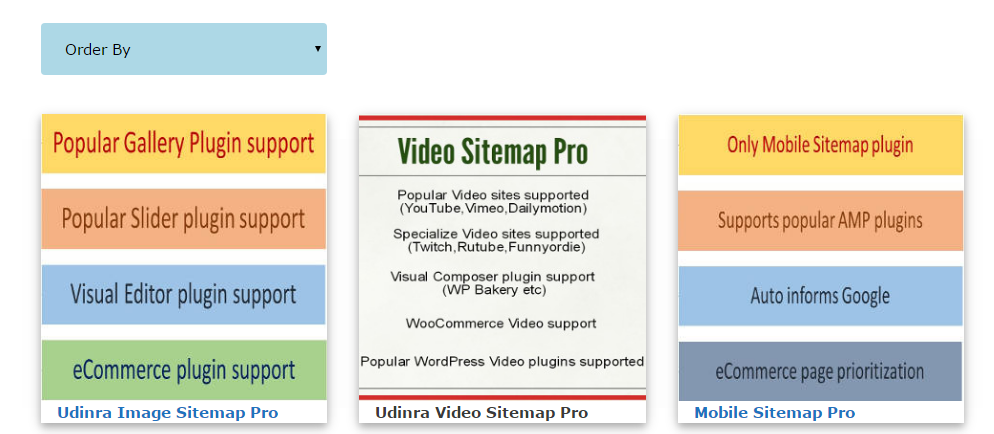 Order By
Popular Gallery Plugin support
Popular Slider plugin support
Visual Editor plugin support
eCommerce plugin support
Udinra Image Sitemap Pro
Video Sitemap Pro
Popular Video sites supported
(YouTube,Vimeo,Dailymotion)
Specialize Video sites supported
(Twitch,Rutube,Funnyordie)
Visual Composer plugin support
(WP Bakery etc)
WooCommerce Video support
Popular WordPress Video plugins supported
Udinra Video Sitemap Pro
Only Mobile Sitemap plugin
Supports popular AMP plugins
Auto informs Google
eCommerce page prioritization
Mobile Sitemap Pro